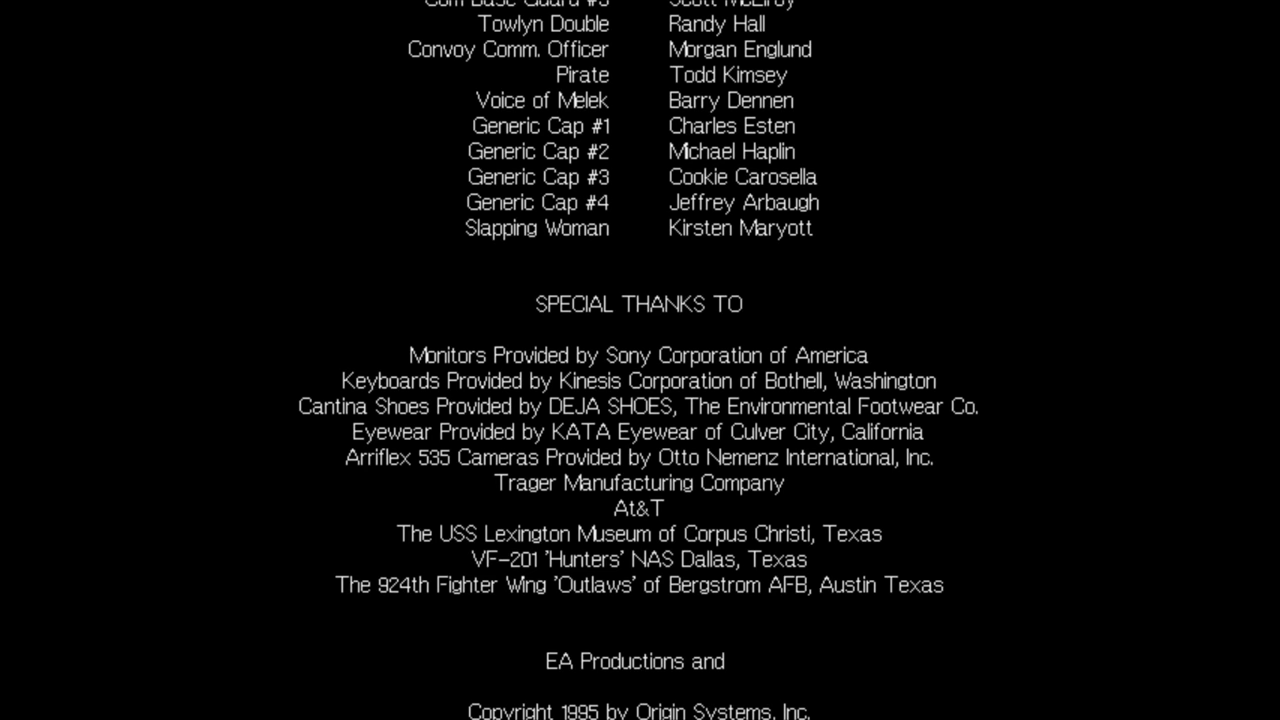 Com Base Guard #3 Scott McElroy
Towlyn Double Randy Hall
Convoy Comm. Officer Morgan Englund
Pirate Todd Kimsey
Voice of Melek Barry Dennen
Generic Cap #1 Charles Esten
Generic Cap #2 Michael Haplin
Generic Cap #3 Cookie Carosella
Generic Cap #4 Jeffrey Arbaugh
Slapping Woman Kirsten Maryott
SPECIAL THANKS TO
Monitors Provided by Sony Corporation of America
Keyboards Provided by Kinesis Corporation of Bothell, Washington
Cantina Shoes Provided by DEJA SHOES, The Environmental Footwear Co.
Eyewear Provided by KATA Eyewear of Culver City, California
Arriflex 535 Cameras Provided by Otto Nemenz International, Inc.
Trager Manufacturing Company
At&T
The USS Lexington Museum of Corpus Christi, Texas
VF-201 'Hunters' NAS Dallas, Texas
The 924th Fighter Wing 'Outlaws' of Bergstrom AFB, Austin Texas
EA Productions and
Copyright 1995 by Origin Systems, Inc.